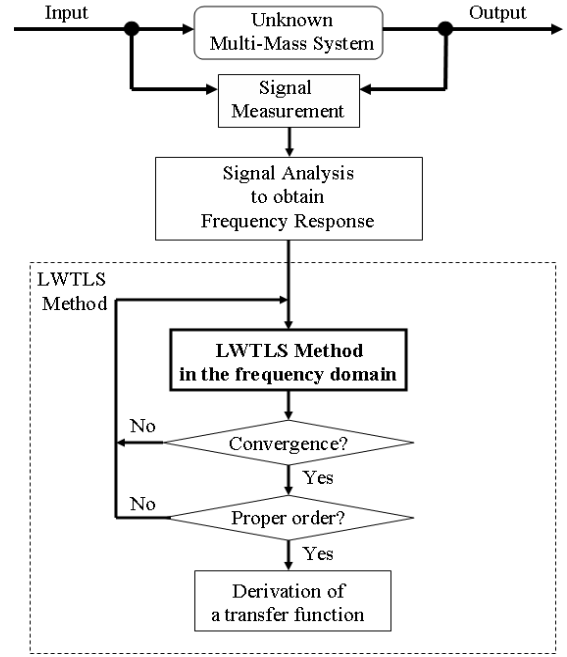 Input
Unknown
Multi-Mass System
Output
Signal
Measurement
Signal Analysis
to obtain
Frequency Response
LWTLS
Method
LWTLS Method
in the frequency domain
No
Convergence?
Yes
No
Proper order?
Yes
Derivation of
a transfer function